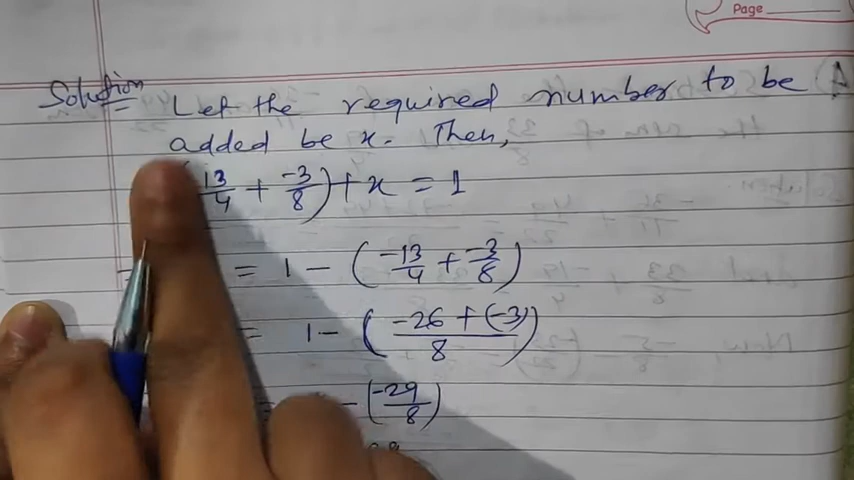 Page
Solution Let the required number to be
added be x. Then,
13/4 + -3/8) + x = 1
= 1 - (-13/4 + -3/8)
= 1 - (-26 + (-3)/8)
- (-29/8)